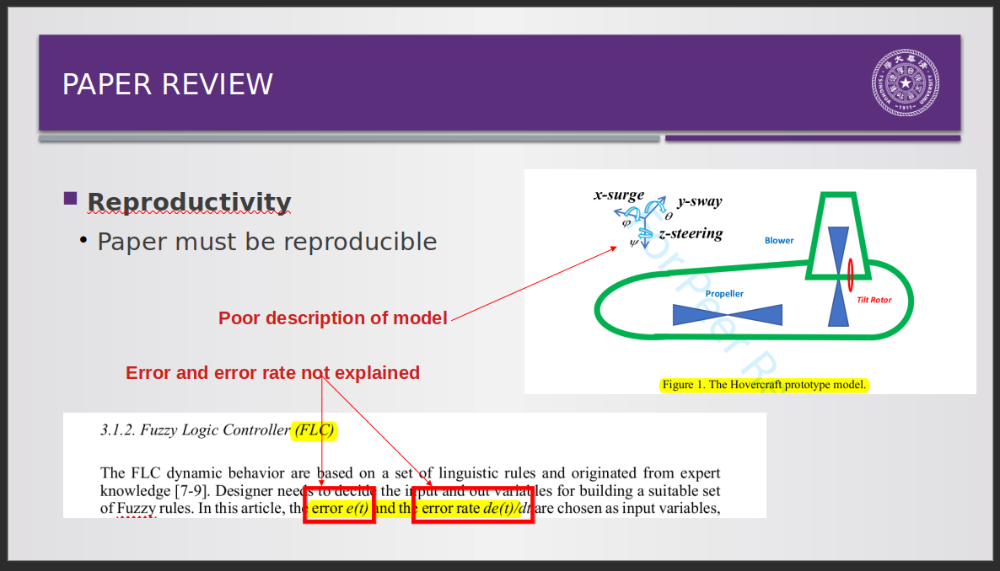 PAPER REVIEW
TSINGHUA UNIVERSITY
~1911~
Reproductivity
• Paper must be reproducible
Poor description of model
Error and error rate not explained
x-surge
y-sway
φ
θ
z-steering
ψ
Blower
Propeller
Tilt Rotor
For Peer Re
Figure 1. The Hovercraft prototype model.
3.1.2. Fuzzy Logic Controller (FLC)
The FLC dynamic behavior are based on a set of linguistic rules and originated from expert
knowledge [7-9]. Designer needs to decide the input and out variables for building a suitable set
of Fuzzy rules. In this article, the error e(t) and the error rate de(t)/dt are chosen as input variables,